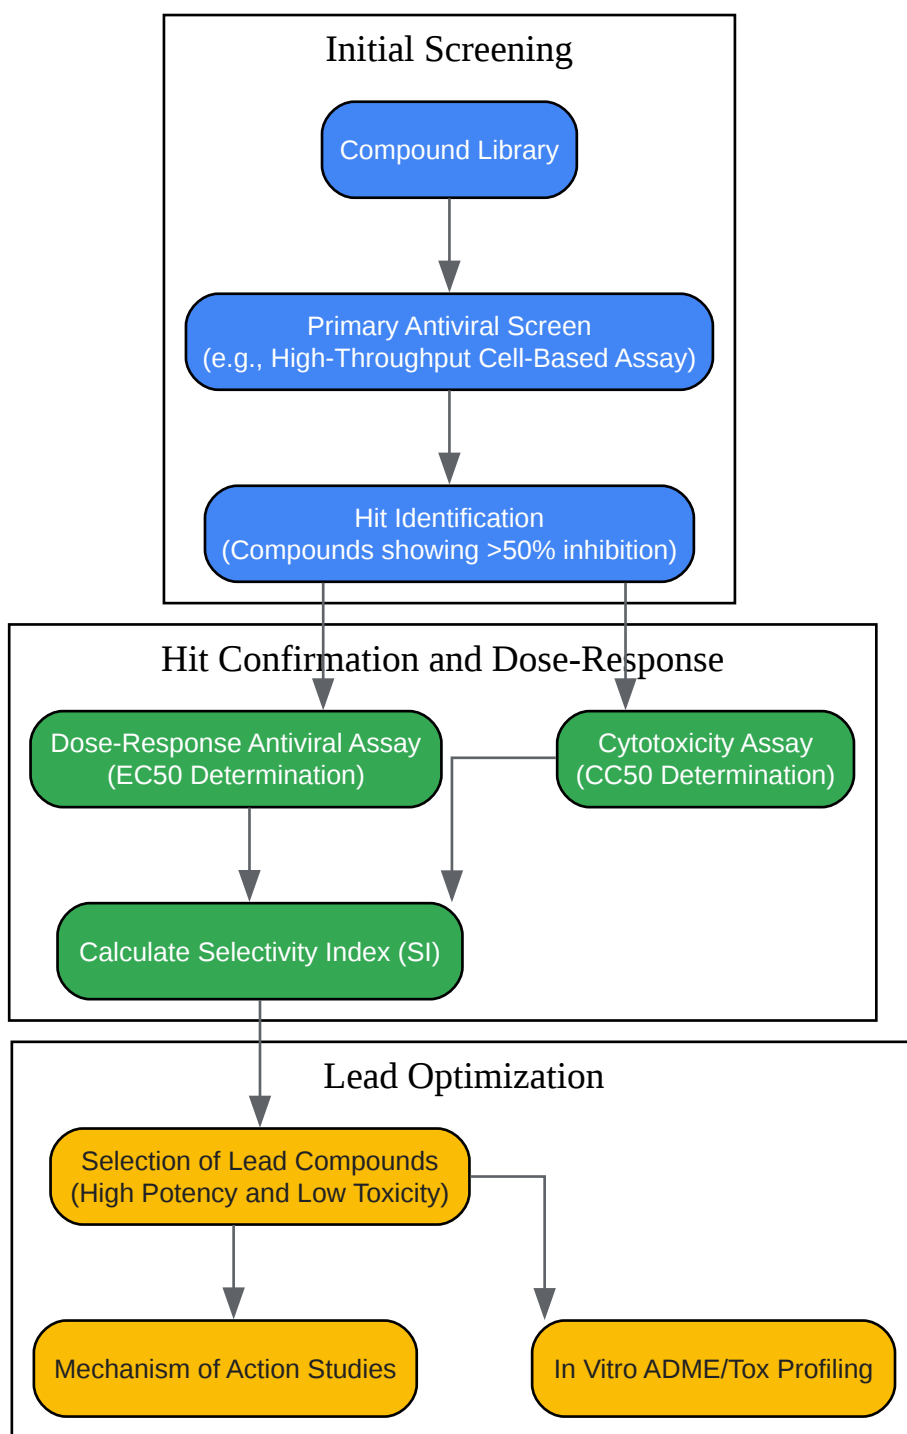 Initial Screening
Compound Library
Primary Antiviral Screen
(e.g., High-Throughput Cell-Based Assay)
Hit Identification
(Compounds showing >50% inhibition)
Hit Confirmation and Dose-Response
Dose-Response Antiviral Assay
(EC50 Determination)
Cytotoxicity Assay
(CC50 Determination)
Calculate Selectivity Index (SI)
Lead Optimization
Selection of Lead Compounds
(High Potency and Low Toxicity)
Mechanism of Action Studies
In Vitro ADME/Tox Profiling